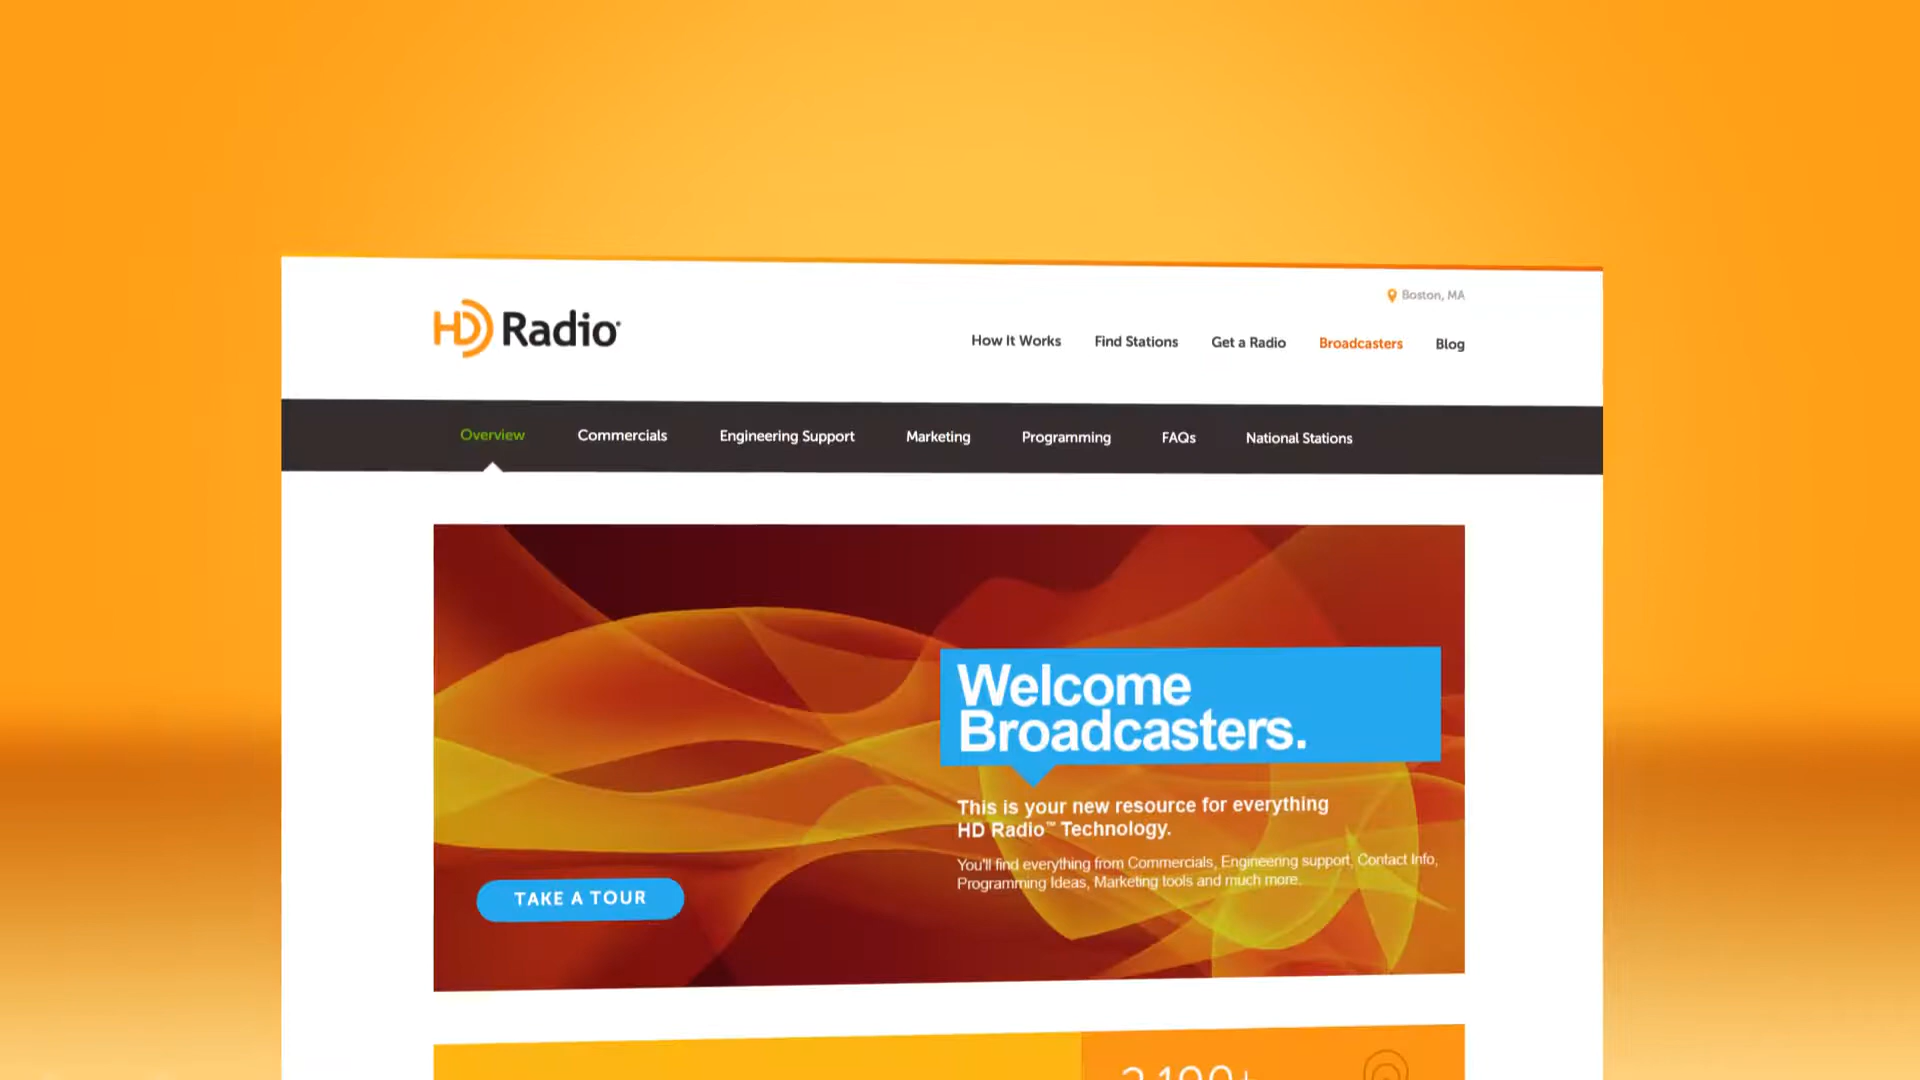 HD Radio
Boston, MA
How It Works Find Stations Get a Radio Broadcasters Blog
Overview Commercials Engineering Support Marketing Programming FAQs National Stations
Welcome
Broadcasters.
This is your new resource for everything
HD Radio™ Technology.
You'll find everything from Commercials, Engineering support, Contact Info,
Programming Ideas, Marketing tools and much more.
TAKE A TOUR